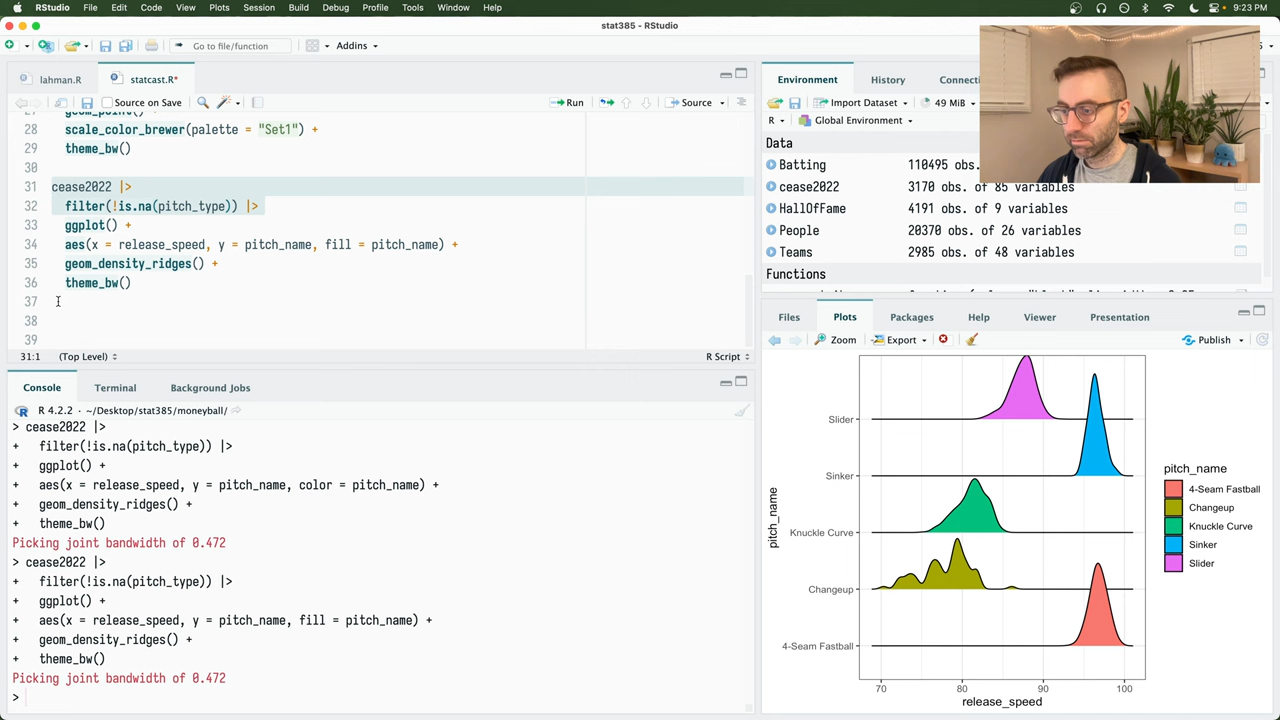 RStudio File Edit Code View Plots Session Build Debug Profile Tools Window Help 9:23 PM
stat385 - RStudio
Go to file/function Addins
lahman.R statcast.R*
Source on Save Run Source
28 scale_color_brewer(palette = "Set1") +
29 theme_bw()
30
31 cease2022 |>
32 filter(!is.na(pitch_type)) |>
33 ggplot() +
34 aes(x = release_speed, y = pitch_name, fill = pitch_name) +
35 geom_density_ridges() +
36 theme_bw()
37
38
39
31:1 (Top Level) R Script
Console Terminal Background Jobs
R 4.2.2 · ~/Desktop/stat385/moneyball/
> cease2022 |>
+ filter(!is.na(pitch_type)) |>
+ ggplot() +
+ aes(x = release_speed, y = pitch_name, color = pitch_name) +
+ geom_density_ridges() +
+ theme_bw()
Picking joint bandwidth of 0.472
> cease2022 |>
+ filter(!is.na(pitch_type)) |>
+ ggplot() +
+ aes(x = release_speed, y = pitch_name, fill = pitch_name) +
+ geom_density_ridges() +
+ theme_bw()
Picking joint bandwidth of 0.472
>
Environment History Connecti
Import Dataset 49 MiB
R Global Environment
Data
Batting 110495 obs.
cease2022 3170 obs. of 85 variables
HallOfFame 4191 obs. of 9 variables
People 20370 obs. of 26 variables
Teams 2985 obs. of 48 variables
Functions
Files Plots Packages Help Viewer Presentation
Zoom Export Publish
Slider
Sinker
Knuckle Curve
Changeup
4-Seam Fastball
pitch_name
70 80 90 100
release_speed
pitch_name
4-Seam Fastball
Changeup
Knuckle Curve
Sinker
Slider